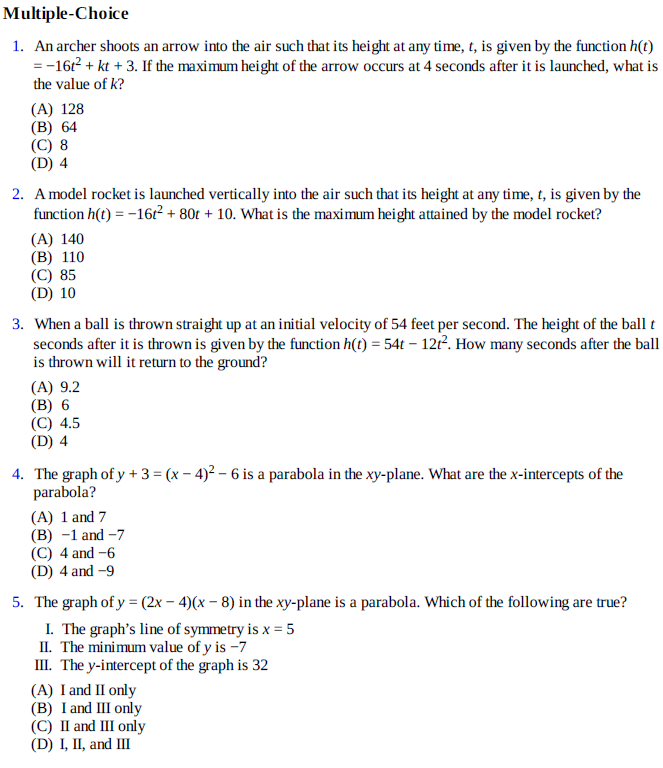 Multiple-Choice
1. An archer shoots an arrow into the air such that its height at any time, t, is given by the function h(t)
= −16t² + kt + 3. If the maximum height of the arrow occurs at 4 seconds after it is launched, what is
the value of k?
(A) 128
(B) 64
(C) 8
(D) 4
2. A model rocket is launched vertically into the air such that its height at any time, t, is given by the
function h(t) = −16t² + 80t + 10. What is the maximum height attained by the model rocket?
(A) 140
(B) 110
(C) 85
(D) 10
3. When a ball is thrown straight up at an initial velocity of 54 feet per second. The height of the ball t
seconds after it is thrown is given by the function h(t) = 54t − 12t². How many seconds after the ball
is thrown will it return to the ground?
(A) 9.2
(B) 6
(C) 4.5
(D) 4
4. The graph of y + 3 = (x − 4)² − 6 is a parabola in the xy-plane. What are the x-intercepts of the
parabola?
(A) 1 and 7
(B) −1 and −7
(C) 4 and −6
(D) 4 and −9
5. The graph of y = (2x − 4)(x − 8) in the xy-plane is a parabola. Which of the following are true?
I. The graph’s line of symmetry is x = 5
II. The minimum value of y is −7
III. The y-intercept of the graph is 32
(A) I and II only
(B) I and III only
(C) II and III only
(D) I, II, and III